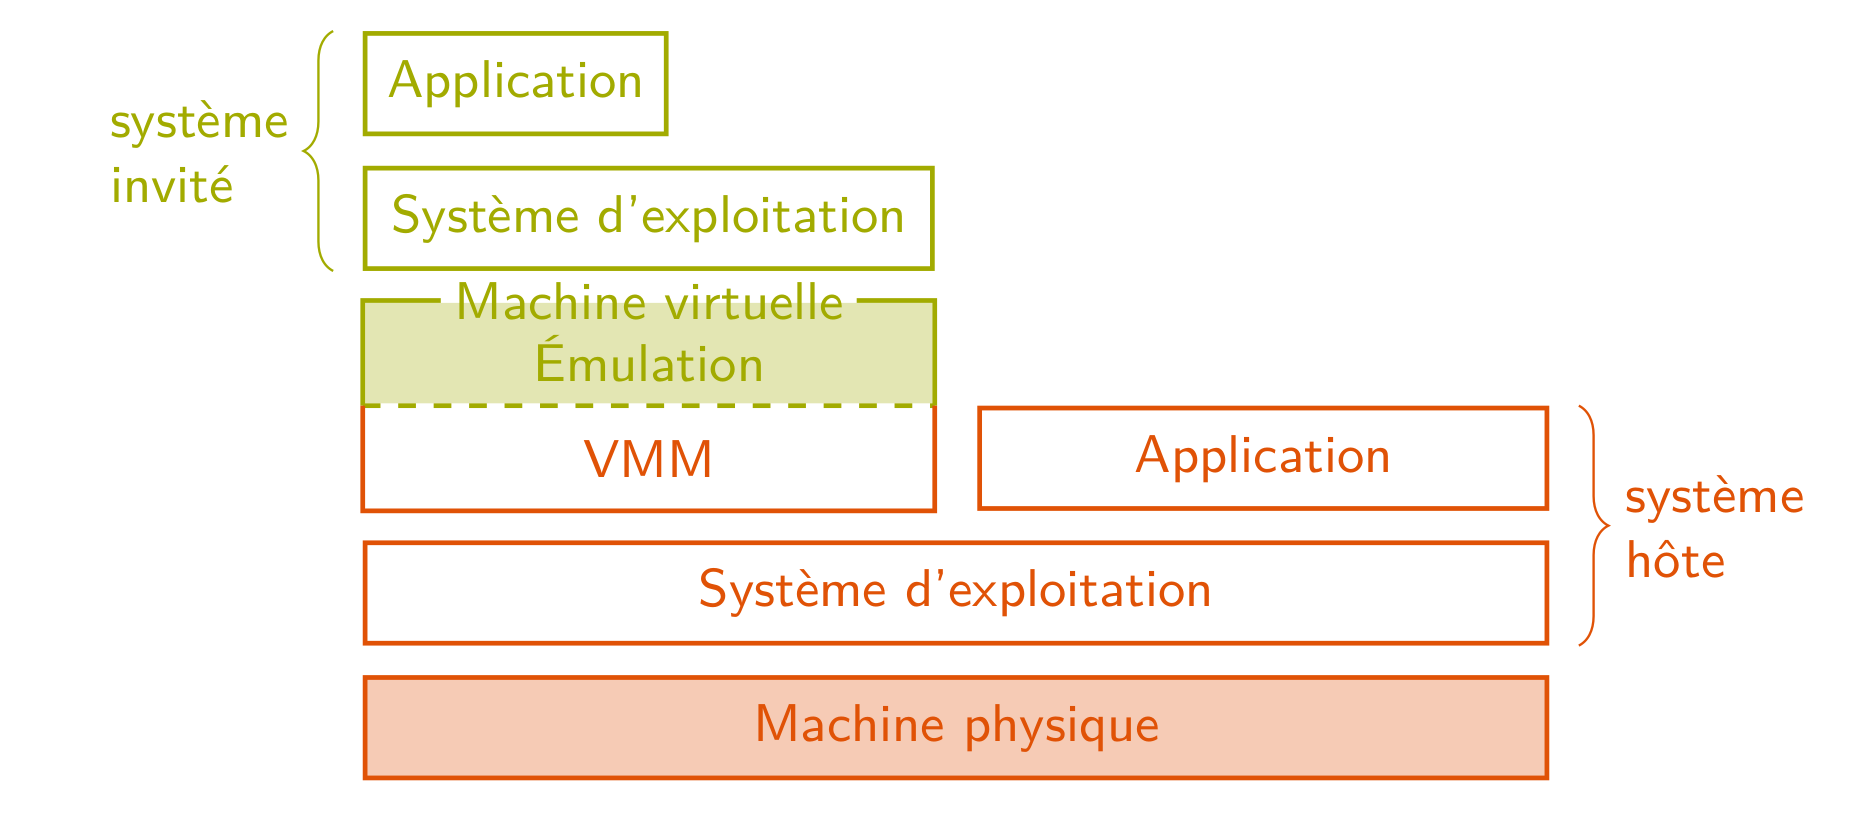 Application
système
invité
Système d'exploitation
Machine virtuelle
Émulation
VMM
Application
système
hôte
Système d'exploitation
Machine physique